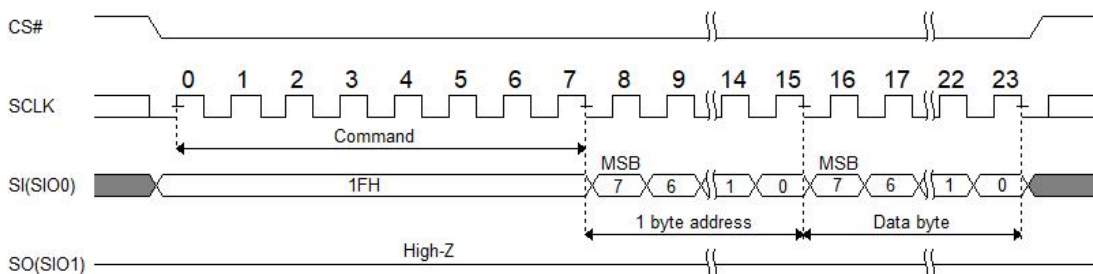 CS#
0 1 2 3 4 5 6 7 8 9 14 15 16 17 22 23
SCLK
Command
MSB MSB
SI(SIO0) 1FH 7 6 1 0 7 6 1 0
1 byte address Data byte
High-Z
SO(SIO1)